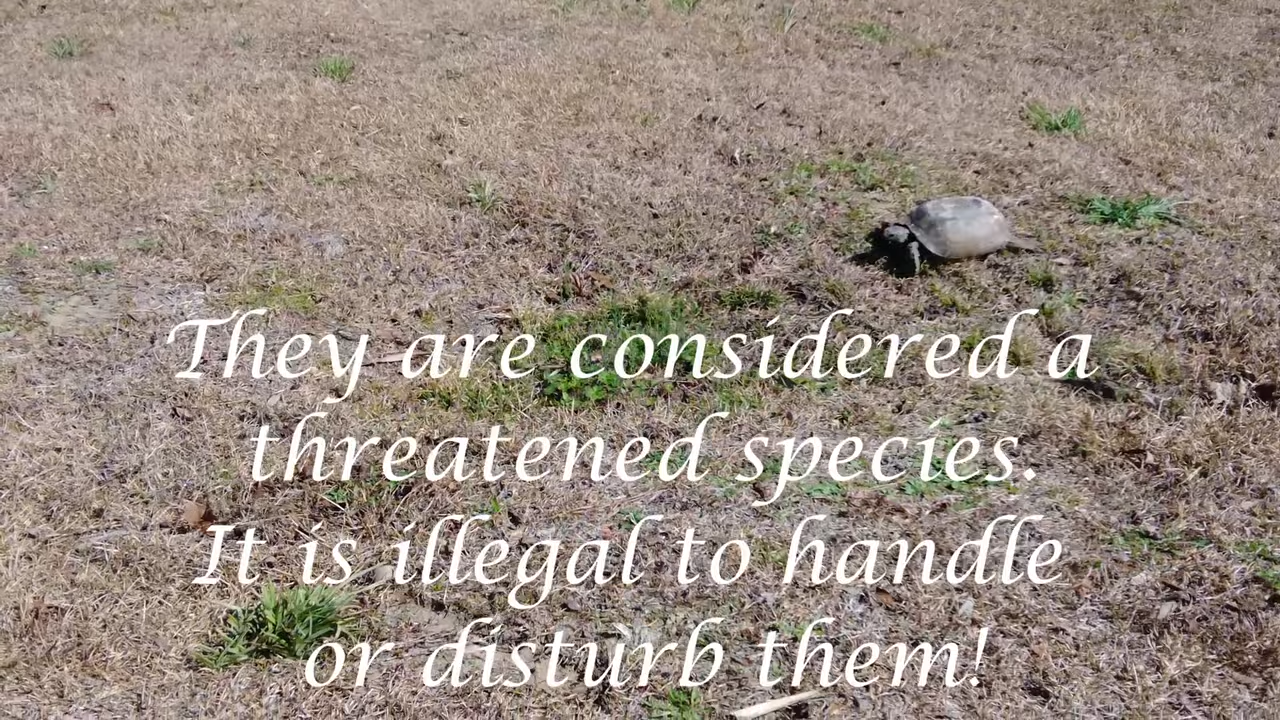 They are considered a
threatened species.
It is illegal to handle
or disturb them!